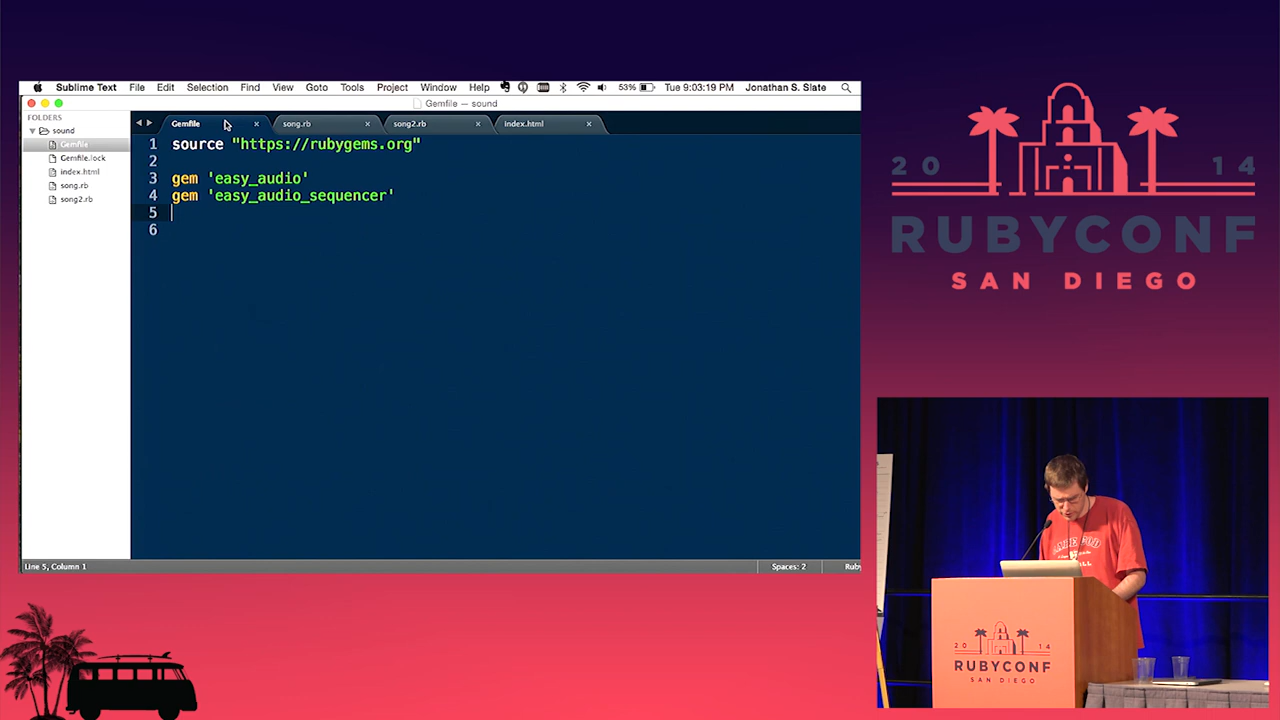 Sublime Text File Edit Selection Find View Goto Tools Project Window Help 53% Tue 9:03:19 PM Jonathan S. Slate
Gemfile — sound
FOLDERS
sound
Gemfile
Gemfile.lock
index.html
song.rb
song2.rb
Gemfile × song.rb × song2.rb × index.html ×
1 source "https://rubygems.org"
2
3 gem 'easy_audio'
4 gem 'easy_audio_sequencer'
5
6
Line 5, Column 1 Spaces: 2 Ruby
20 14
RUBYCONF
SAN DIEGO
20 14
RUBYCONF
SAN DIEGO